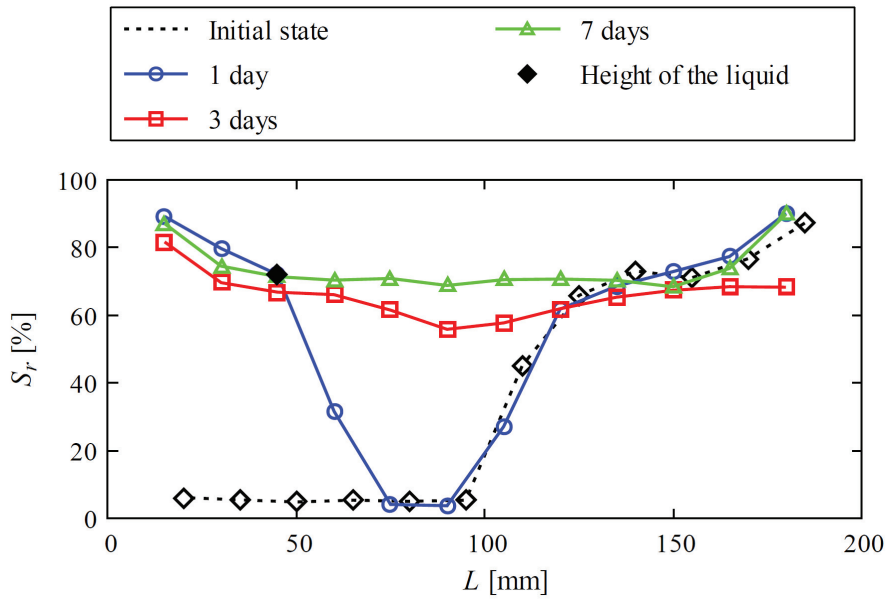 Initial state
7 days
1 day
Height of the liquid
3 days
100
80
60
40
20
0
S_r [%]
0 50 100 150 200
L [mm]